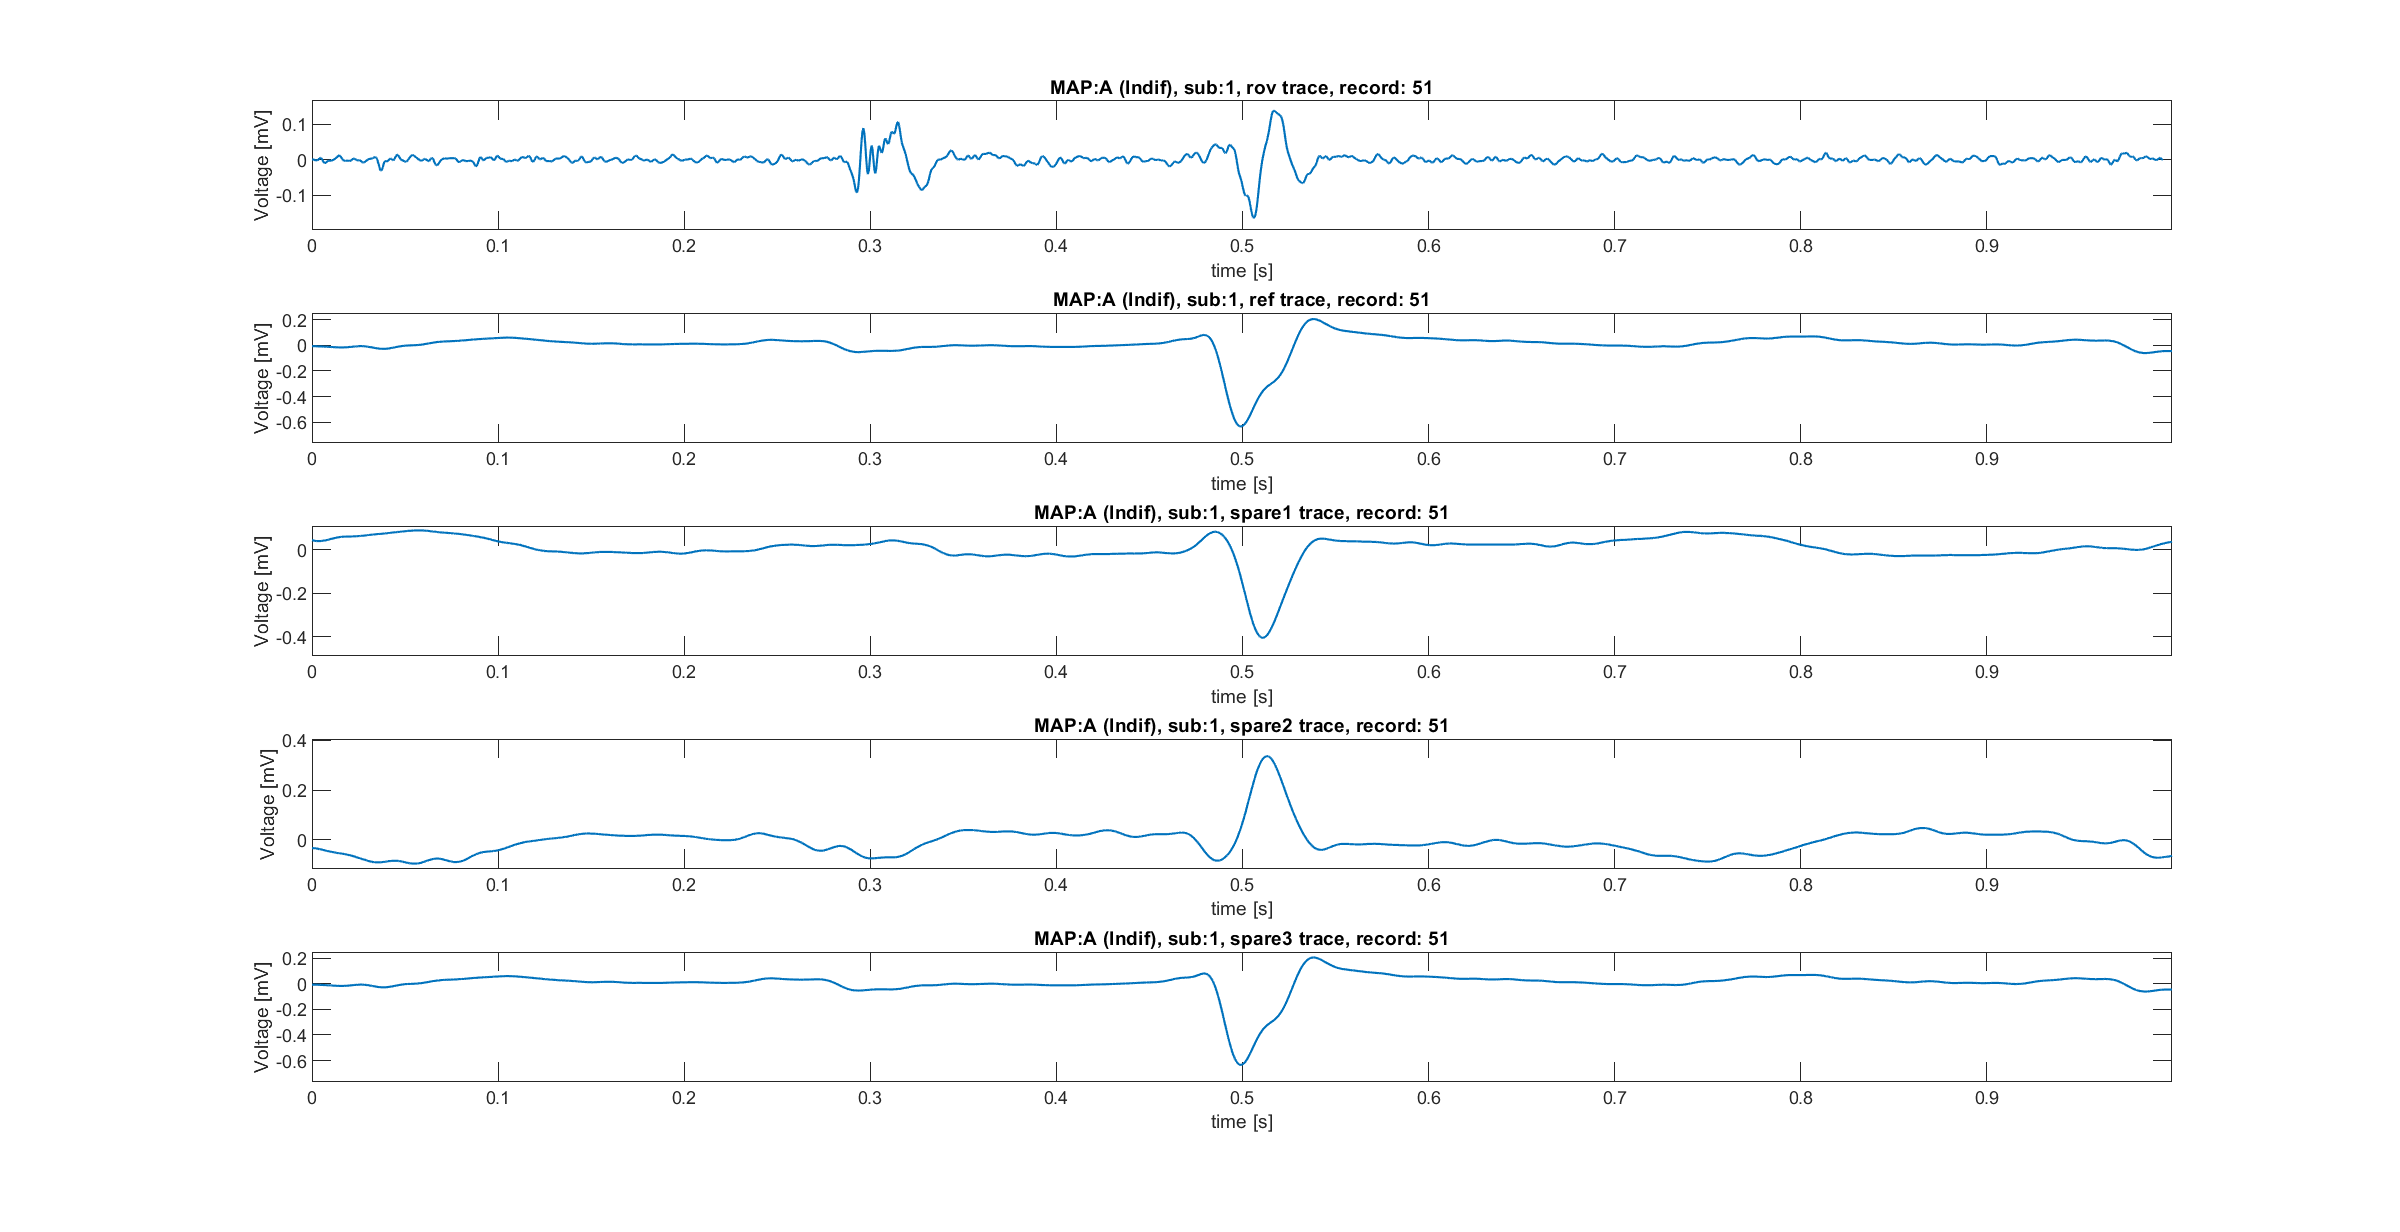 MAP:A (Indif), sub:1, rov trace, record: 51
Voltage [mV]
0.1
0
-0.1
0 0.1 0.2 0.3 0.4 0.5 0.6 0.7 0.8 0.9
time [s]
MAP:A (Indif), sub:1, ref trace, record: 51
Voltage [mV]
0.2
0
-0.2
-0.4
-0.6
0 0.1 0.2 0.3 0.4 0.5 0.6 0.7 0.8 0.9
time [s]
MAP:A (Indif), sub:1, spare1 trace, record: 51
Voltage [mV]
0
-0.2
-0.4
0 0.1 0.2 0.3 0.4 0.5 0.6 0.7 0.8 0.9
time [s]
MAP:A (Indif), sub:1, spare2 trace, record: 51
Voltage [mV]
0.4
0.2
0
0 0.1 0.2 0.3 0.4 0.5 0.6 0.7 0.8 0.9
time [s]
MAP:A (Indif), sub:1, spare3 trace, record: 51
Voltage [mV]
0.2
0
-0.2
-0.4
-0.6
0 0.1 0.2 0.3 0.4 0.5 0.6 0.7 0.8 0.9
time [s]